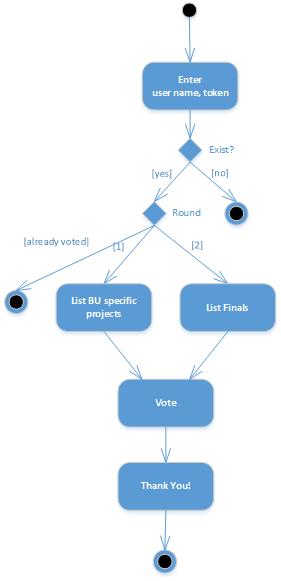 Enter
user name, token
Exist?
[yes]
[no]
Round
[already voted]
[1]
[2]
List BU specific
projects
List Finals
Vote
Thank You!